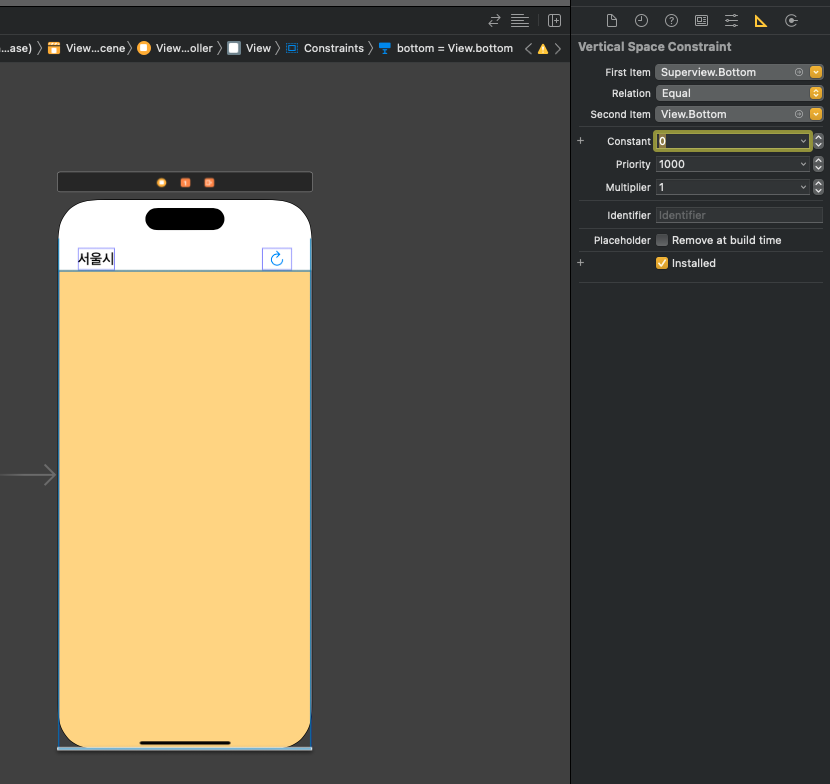 ...ase) 〉 View...cene 〉 View...oller 〉 View 〉 Constraints 〉 bottom = View.bottom
Vertical Space Constraint
First Item Superview.Bottom
Relation Equal
Second Item View.Bottom
+ Constant 0
Priority 1000
Multiplier 1
Identifier Identifier
Placeholder Remove at build time
+ Installed
서울시